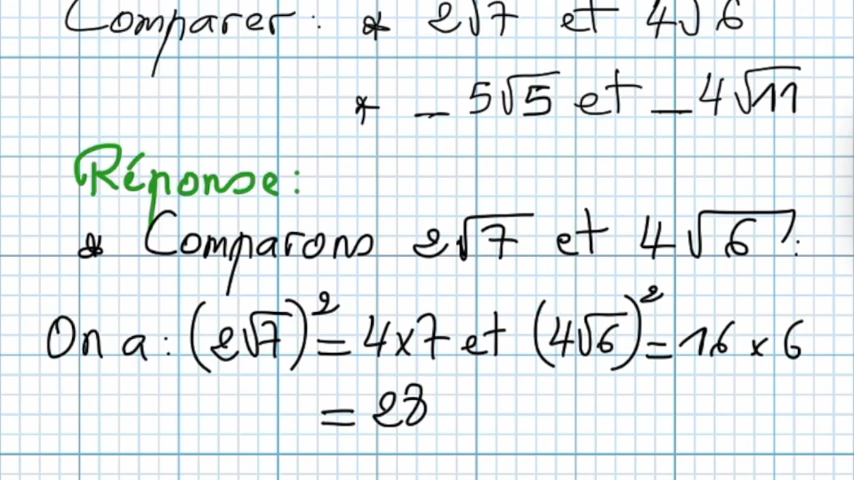 Comparer : * 2√7 et 4√6
* - 5√5 et - 4√11
Réponse :
* Comparons 2√7 et 4√6 :
On a : (2√7)² = 4×7 et (4√6)² = 16 × 6
= 28